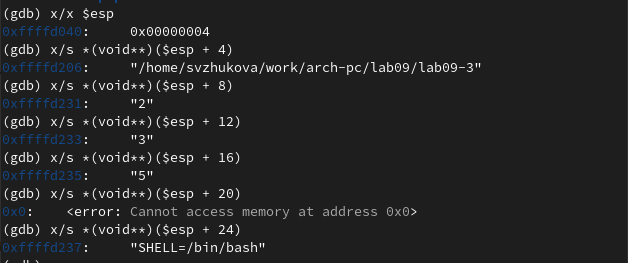 (gdb) x/x $esp
0xffffd040:     0x00000004
(gdb) x/s *(void**)($esp + 4)
0xffffd206:     "/home/svzhukova/work/arch-pc/lab09/lab09-3"
(gdb) x/s *(void**)($esp + 8)
0xffffd231:     "2"
(gdb) x/s *(void**)($esp + 12)
0xffffd233:     "3"
(gdb) x/s *(void**)($esp + 16)
0xffffd235:     "5"
(gdb) x/s *(void**)($esp + 20)
0x0:    <error: Cannot access memory at address 0x0>
(gdb) x/s *(void**)($esp + 24)
0xffffd237:     "SHELL=/bin/bash"